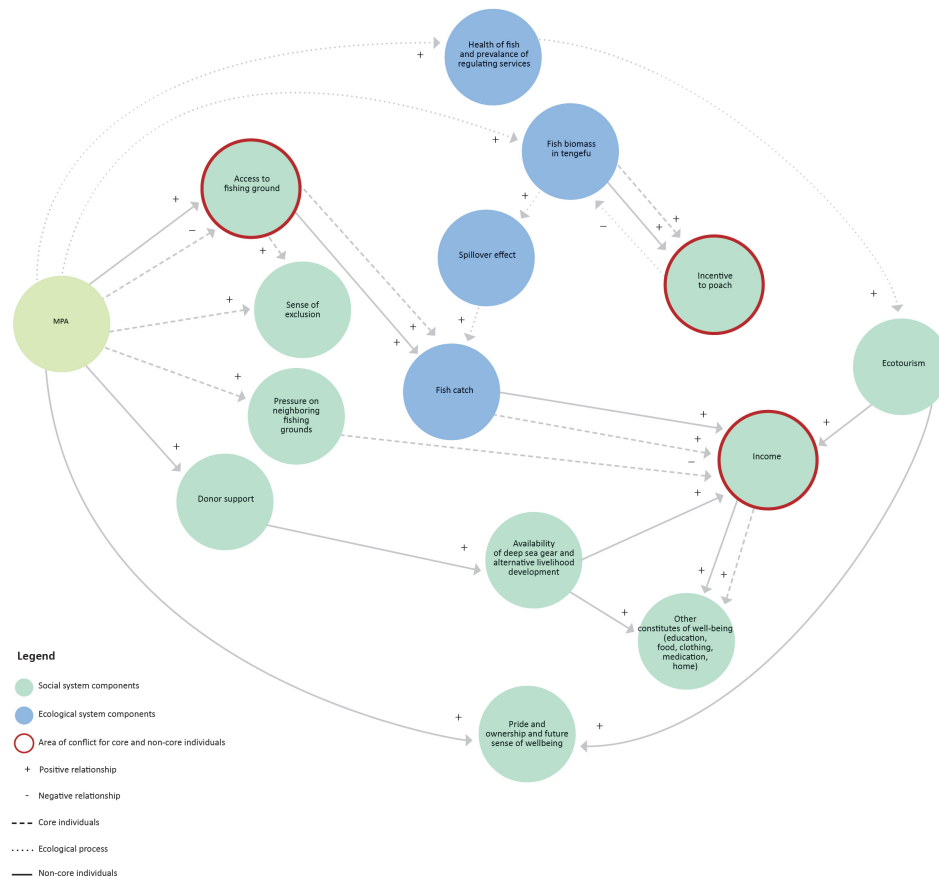 Health of fish
and prevalance of
regulating services
+
Fish biomass
in tengefu
+
Access to
fishing ground
+
–
+
+
+
+
–
Spillover effect
Incentive
to poach
Sense of
exclusion
+
+
+
MPA
+
+
Ecotourism
Fish catch
+
Pressure on
neighboring
fishing
grounds
+
+
+
–
Income
+
+
Donor support
+
Availability
of deep sea gear and
alternative livelihood
development
+
+
+
Other
constitutes of well-being
(education,
food, clothing,
medication,
home)
+
+
Pride and
ownership and future
sense of wellbeing
Legend
Social system components
Ecological system components
Area of conflict for core and non-core individuals
+ Positive relationship
– Negative relationship
Core individuals
Ecological process
Non-core individuals